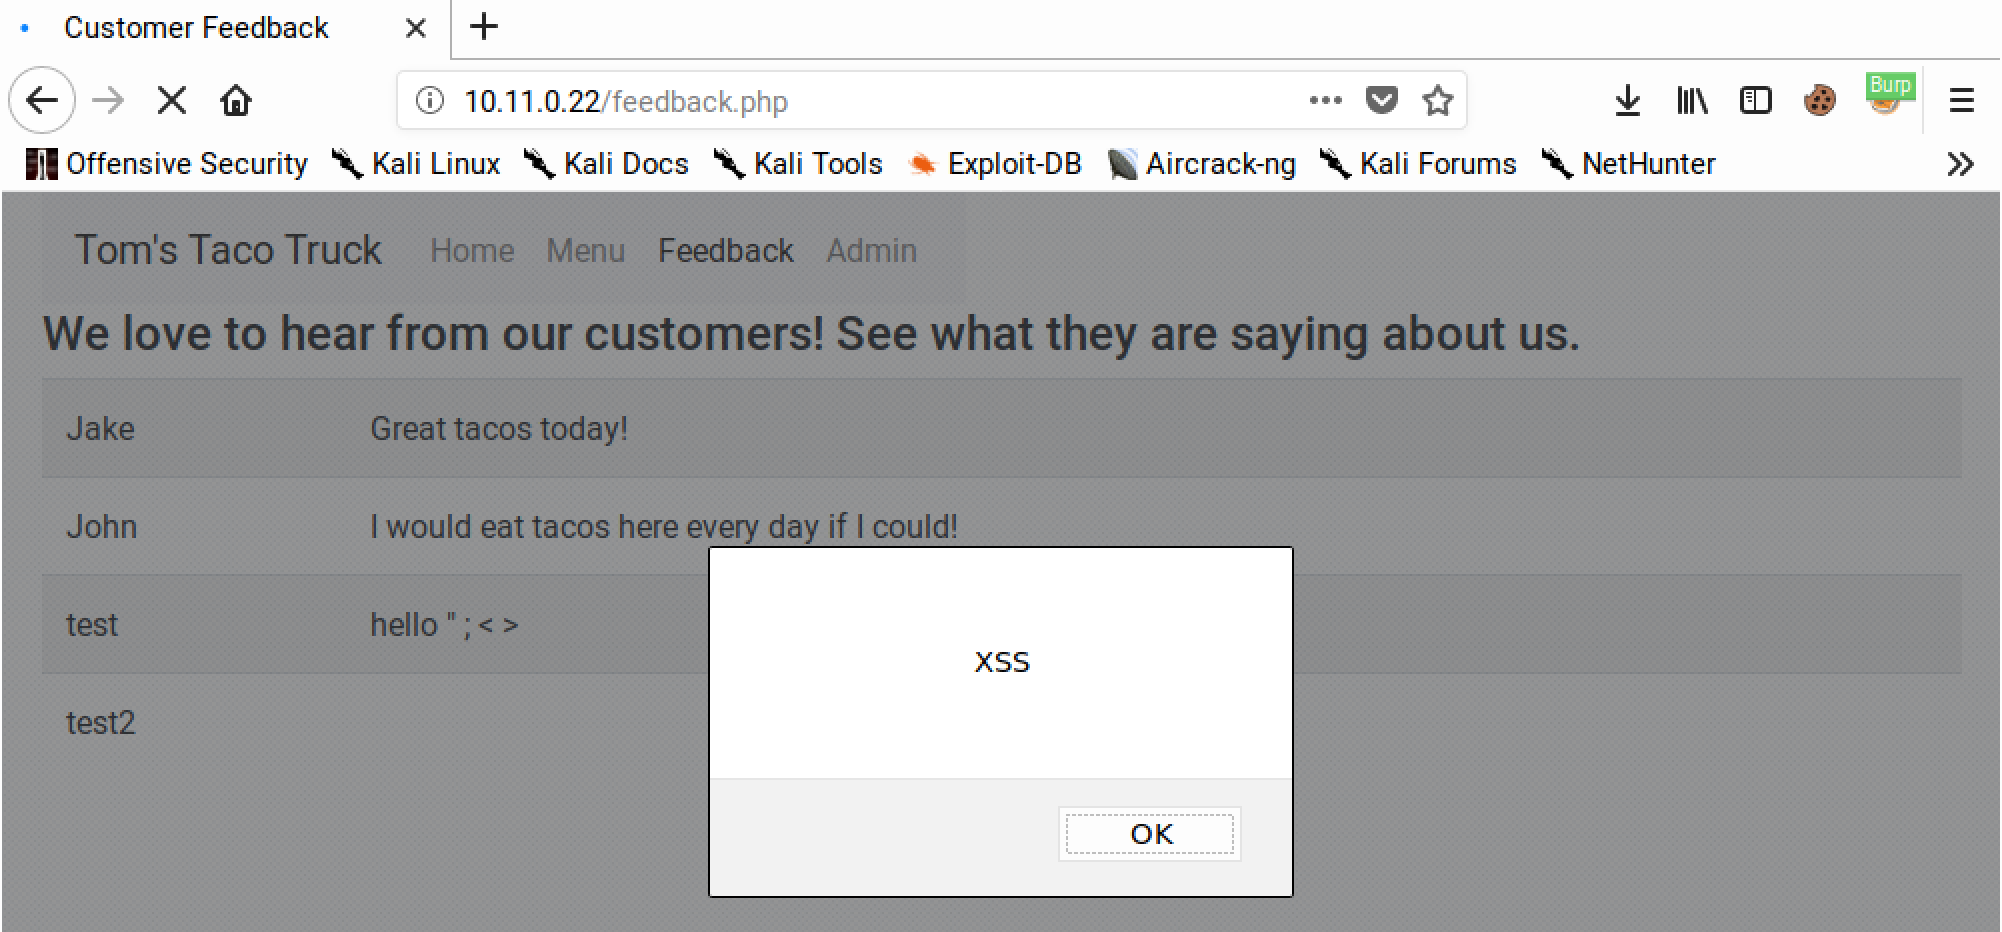 Customer Feedback
10.11.0.22/feedback.php
Burp
Offensive Security Kali Linux Kali Docs Kali Tools Exploit-DB Aircrack-ng Kali Forums NetHunter
Tom's Taco Truck Home Menu Feedback Admin
We love to hear from our customers! See what they are saying about us.
Jake Great tacos today!
John I would eat tacos here every day if I could!
test hello " ; < >
XSS
test2
OK